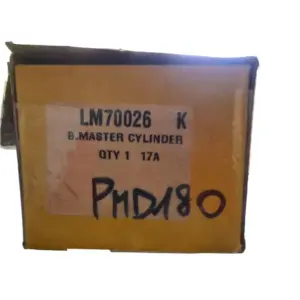 LM70026 K
B.MASTER CYLINDER
QTY 1 17A
PMD180